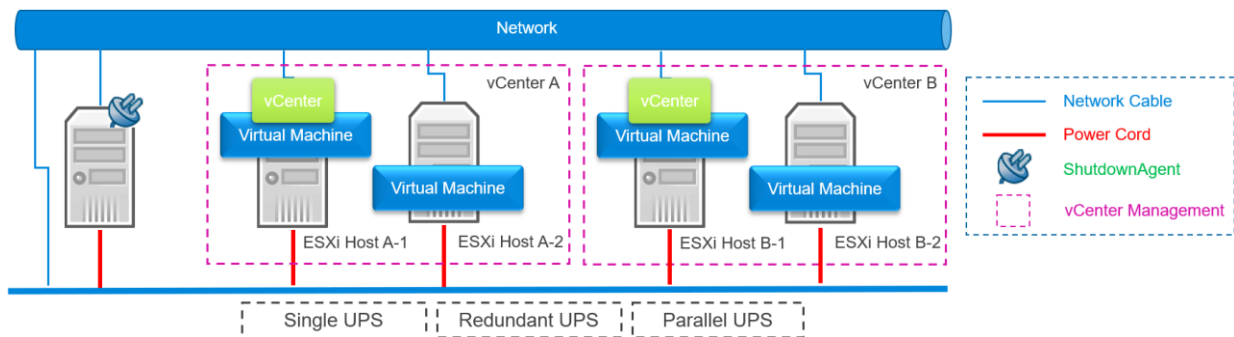 Network
vCenter A
vCenter B
vCenter
Virtual Machine
Virtual Machine
vCenter
Virtual Machine
Virtual Machine
ESXi Host A-1
ESXi Host A-2
ESXi Host B-1
ESXi Host B-2
Single UPS
Redundant UPS
Parallel UPS
Network Cable
Power Cord
ShutdownAgent
vCenter Management